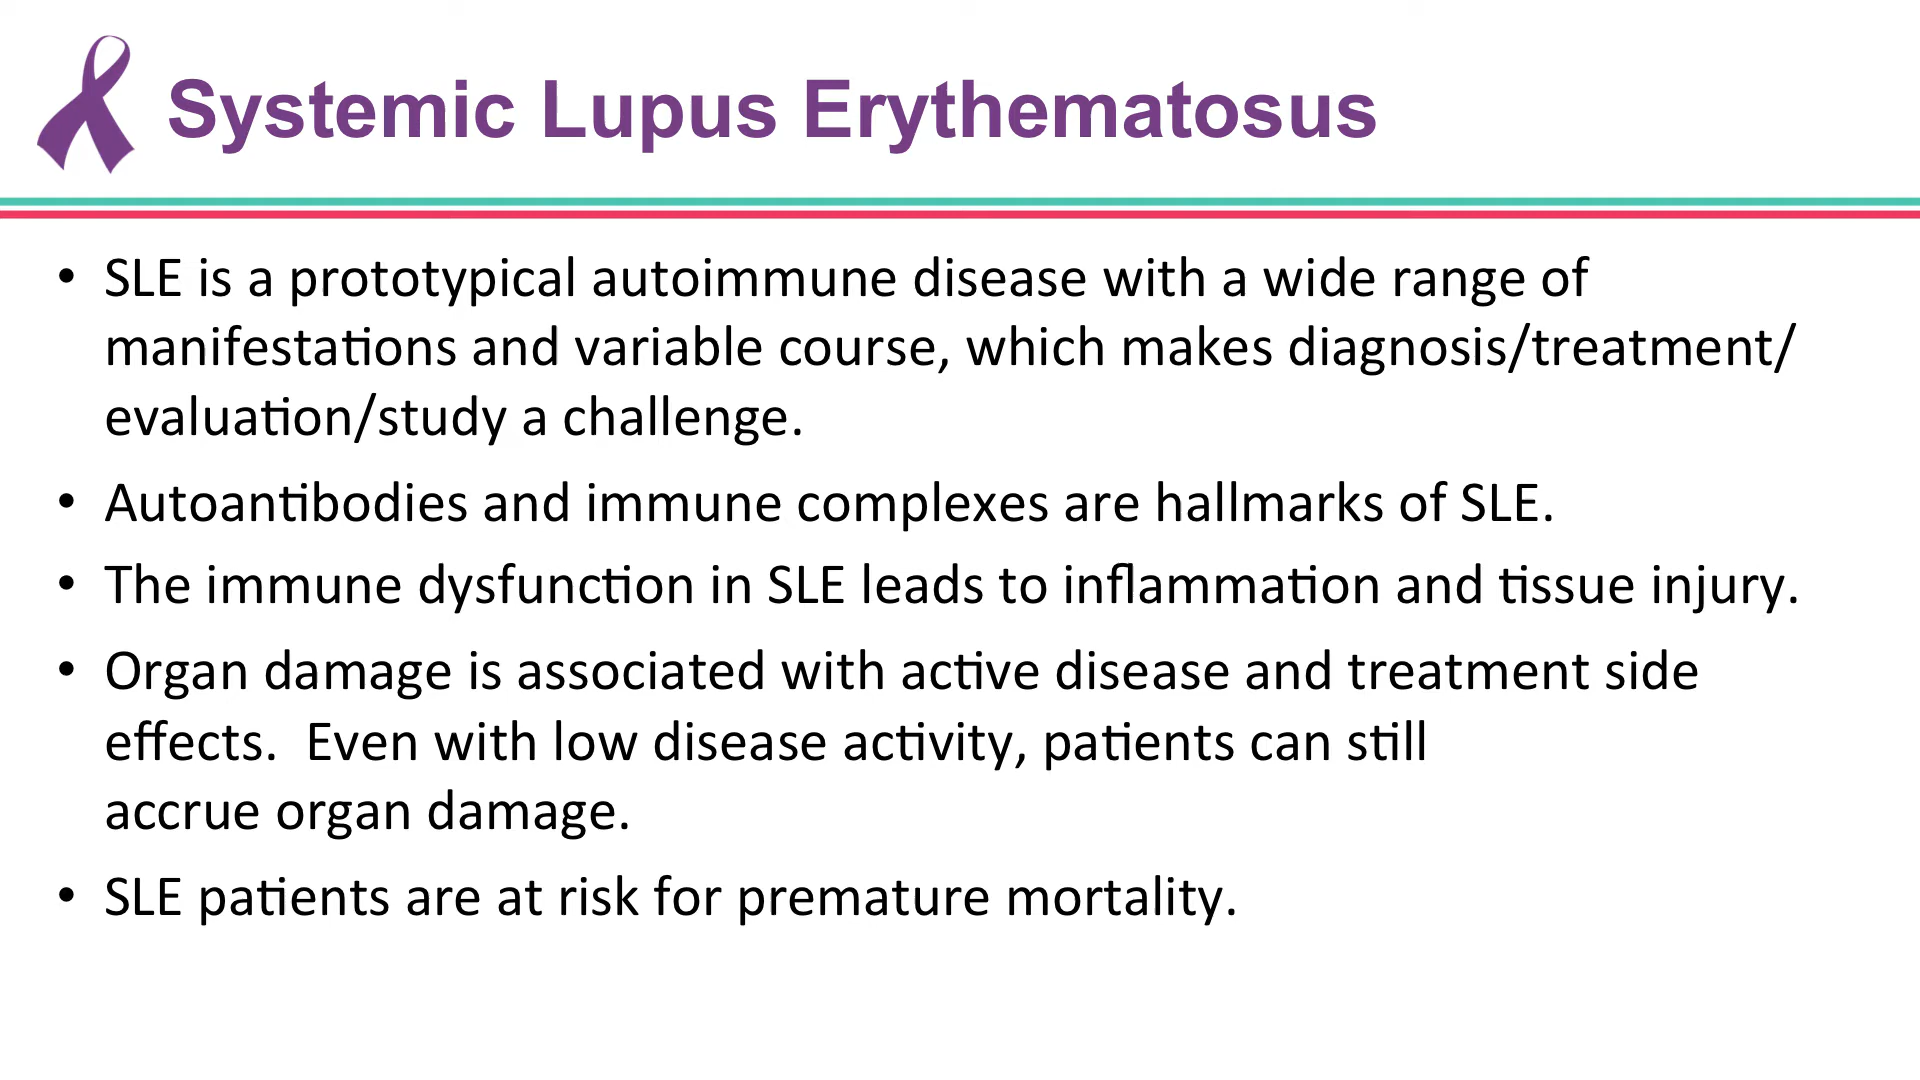 Systemic Lupus Erythematosus
• SLE is a prototypical autoimmune disease with a wide range of
manifestations and variable course, which makes diagnosis/treatment/
evaluation/study a challenge.
• Autoantibodies and immune complexes are hallmarks of SLE.
• The immune dysfunction in SLE leads to inflammation and tissue injury.
• Organ damage is associated with active disease and treatment side
effects.  Even with low disease activity, patients can still
accrue organ damage.
• SLE patients are at risk for premature mortality.